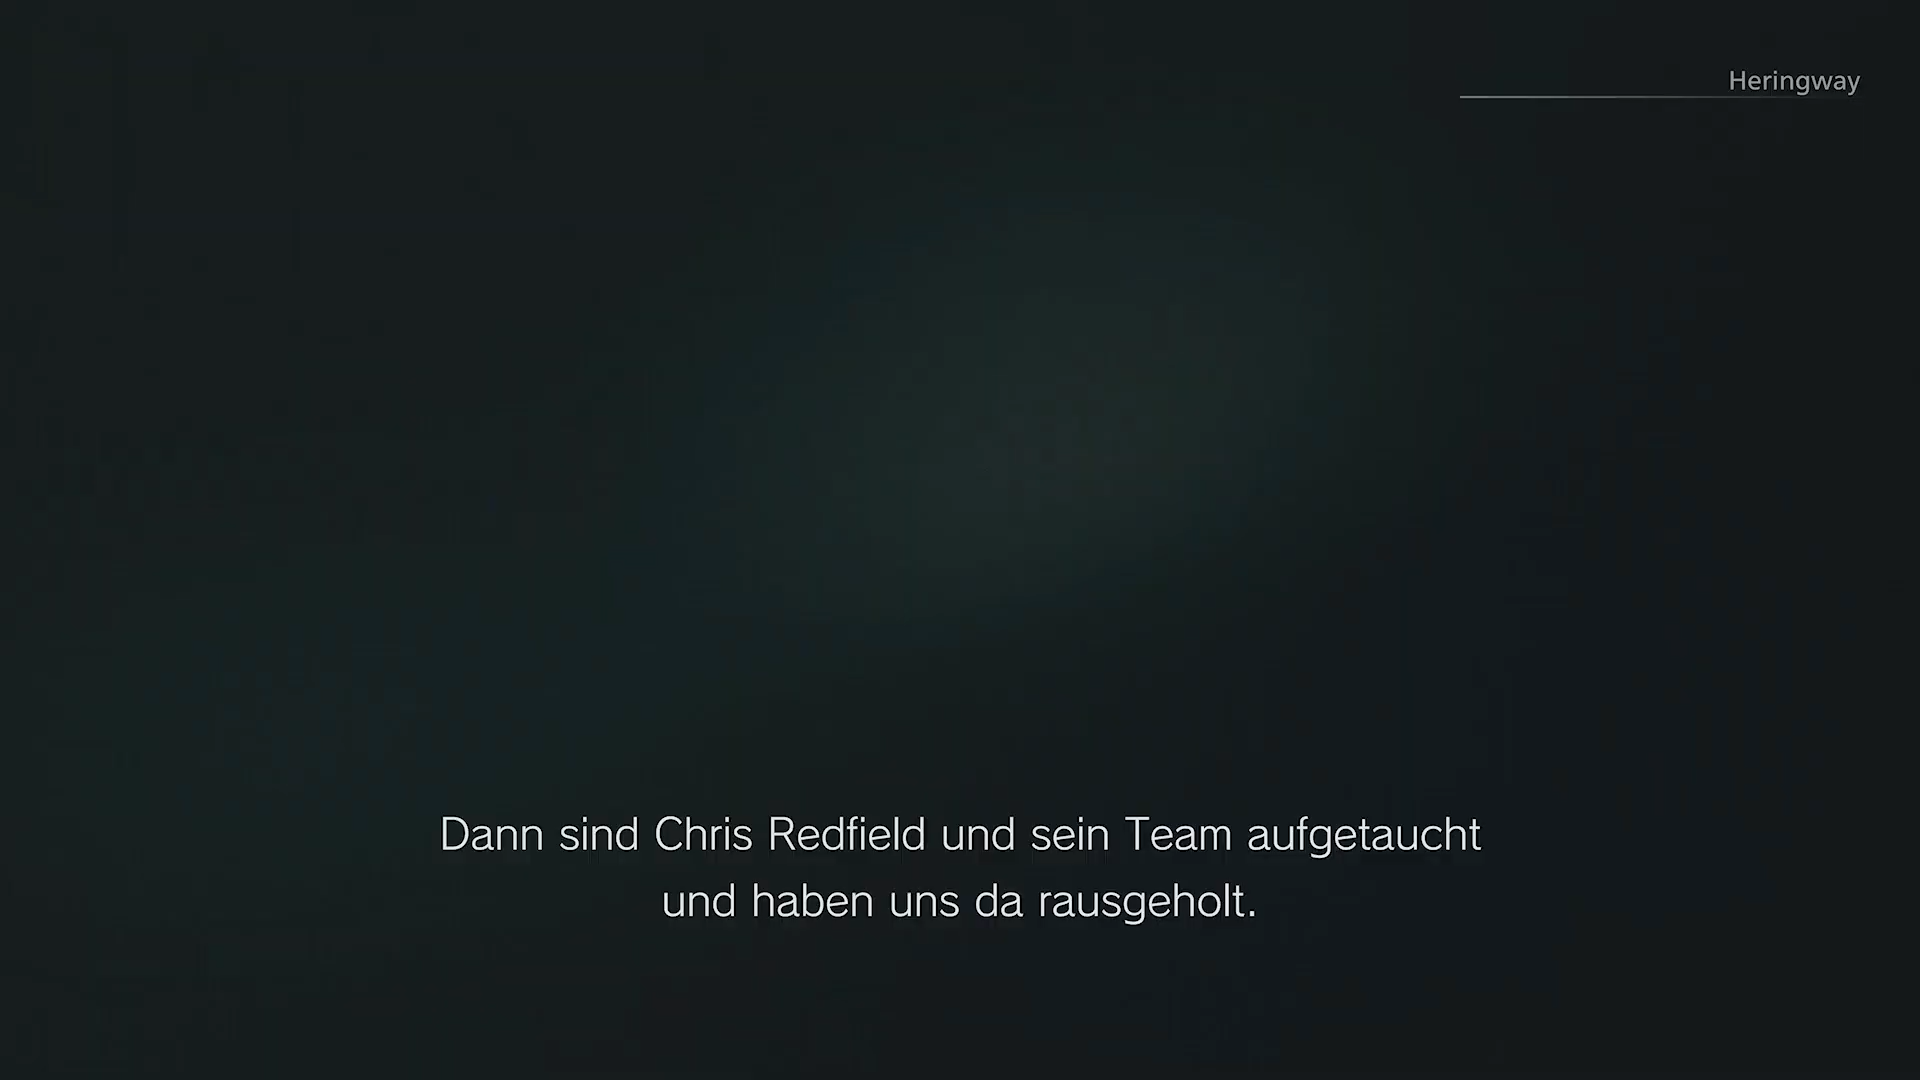 Heringway
Dann sind Chris Redfield und sein Team aufgetaucht
und haben uns da rausgeholt.